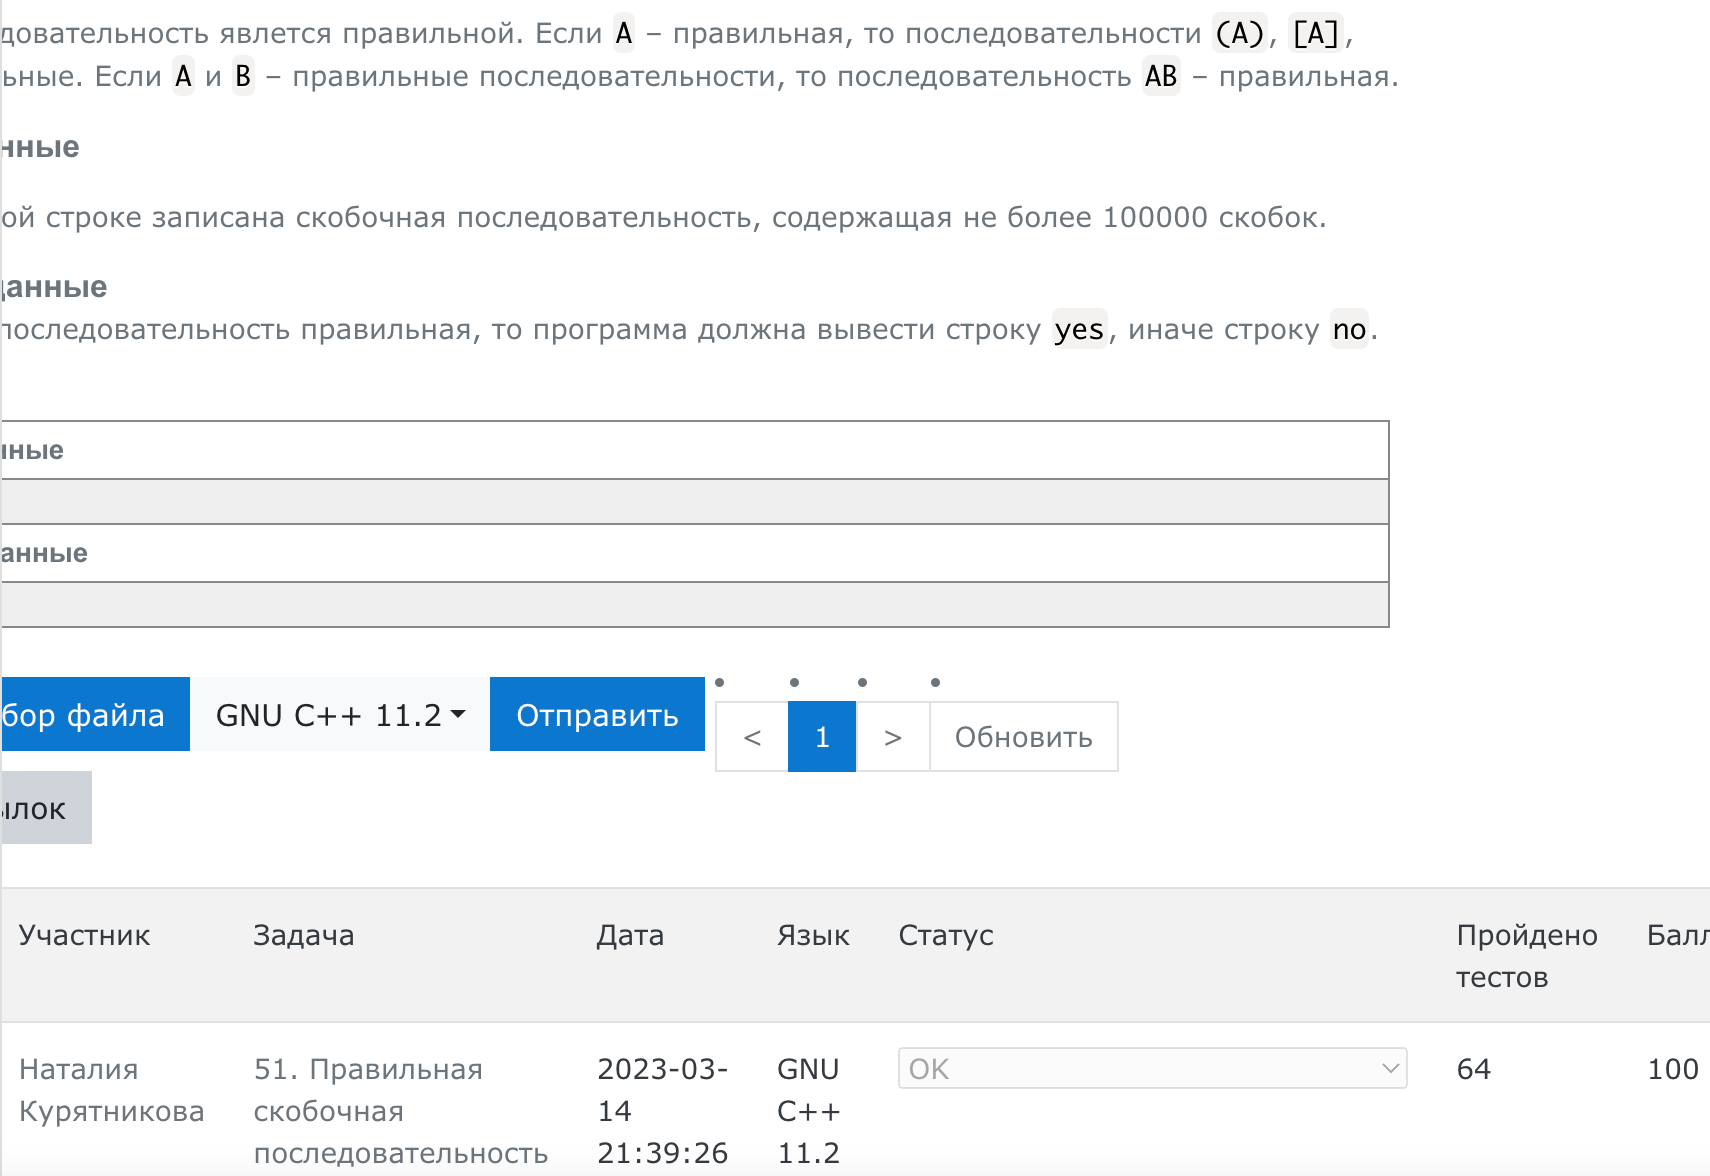 довательность явлется правильной. Если A – правильная, то последовательности (A), [A],
ьные. Если A и B – правильные последовательности, то последовательность AB – правильная.
нные
ой строке записана скобочная последовательность, содержащая не более 100000 скобок.
данные
последовательность правильная, то программа должна вывести строку yes, иначе строку no.
нные
анные
бор файла GNU C++ 11.2 Отправить < 1 > Обновить
ылок
Участник Задача Дата Язык Статус Пройдено тестов Балл
Наталия Курятникова 51. Правильная скобочная последовательность 2023-03-14 21:39:26 GNU C++ 11.2 OK 64 100